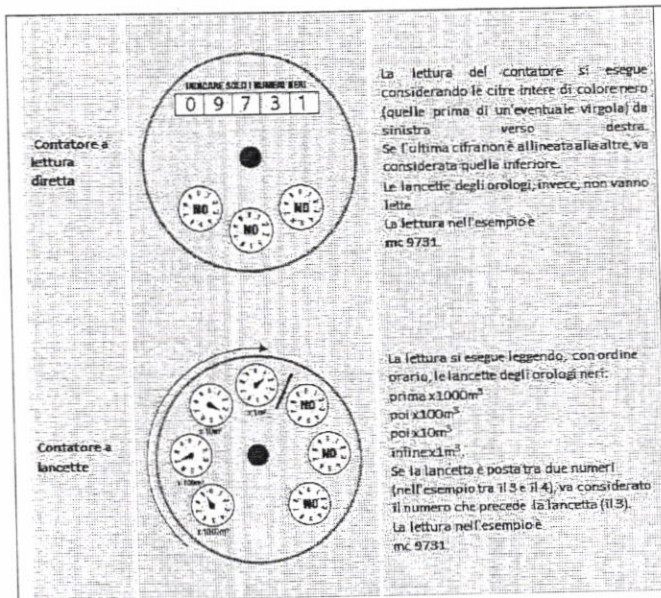 Contatore a
lettura
diretta
INDICARE SOLO I NUMERI NERI
0 9 7 3 1
NO
NO
NO
La lettura del contatore si esegue
considerando le cifre intere di colore nero
(quelle prima di un'eventuale virgola) da
sinistra verso destra.
Se l'ultima cifra non è allineata alla altre, va
considerata quella inferiore.
Le lancette degli orologi, invece, non vanno
lette.
La lettura nell'esempio è
mc 9731
Contatore a
lancette
x1m³
x10m³
x100m³
x1000m³
NO
NO
NO
La lettura si esegue leggendo, con ordine
orario, le lancette degli orologi neri:
prima x1000m³
poi x100m³
poi x10m³
infine x1m³.
Se la lancetta è posta tra due numeri
(nell'esempio tra il 3 e il 4), va considerato
il numero che precede la lancetta (il 3).
La lettura nell'esempio è
mc 9731